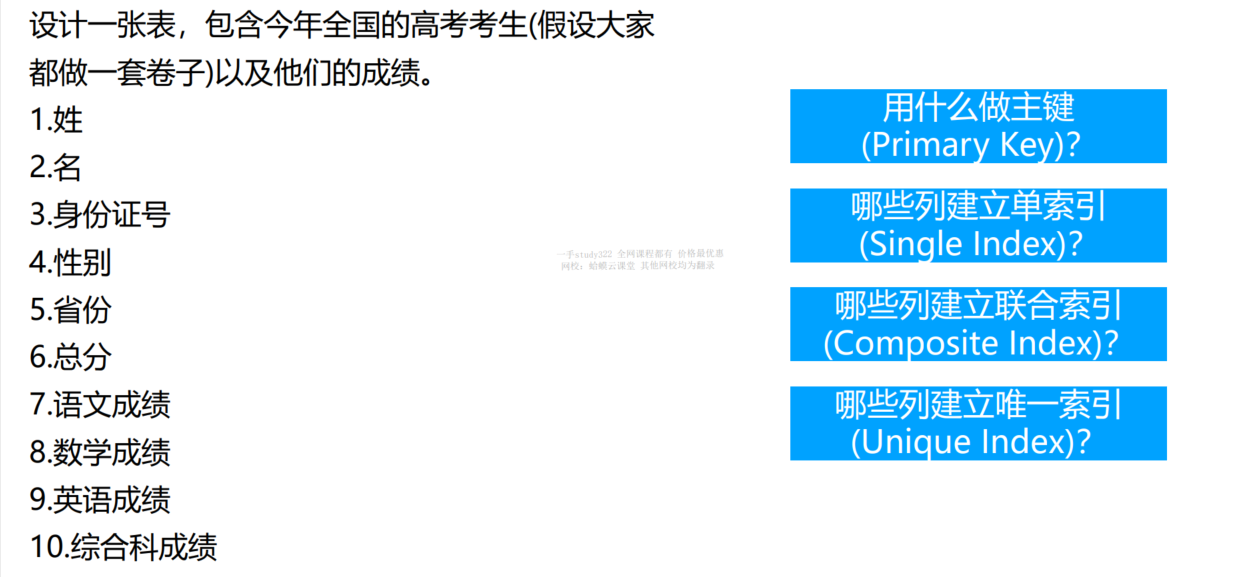 设计一张表，包含今年全国的高考考生(假设大家
都做一套卷子)以及他们的成绩。
1.姓
2.名
3.身份证号
4.性别
5.省份
6.总分
7.语文成绩
8.数学成绩
9.英语成绩
10.综合科成绩
用什么做主键
(Primary Key)?
哪些列建立单索引
(Single Index)?
哪些列建立联合索引
(Composite Index)?
哪些列建立唯一索引
(Unique Index)?
一手study322 全网课程都有 价格最优惠
网校：蛤蟆云课堂 其他网校均为翻录